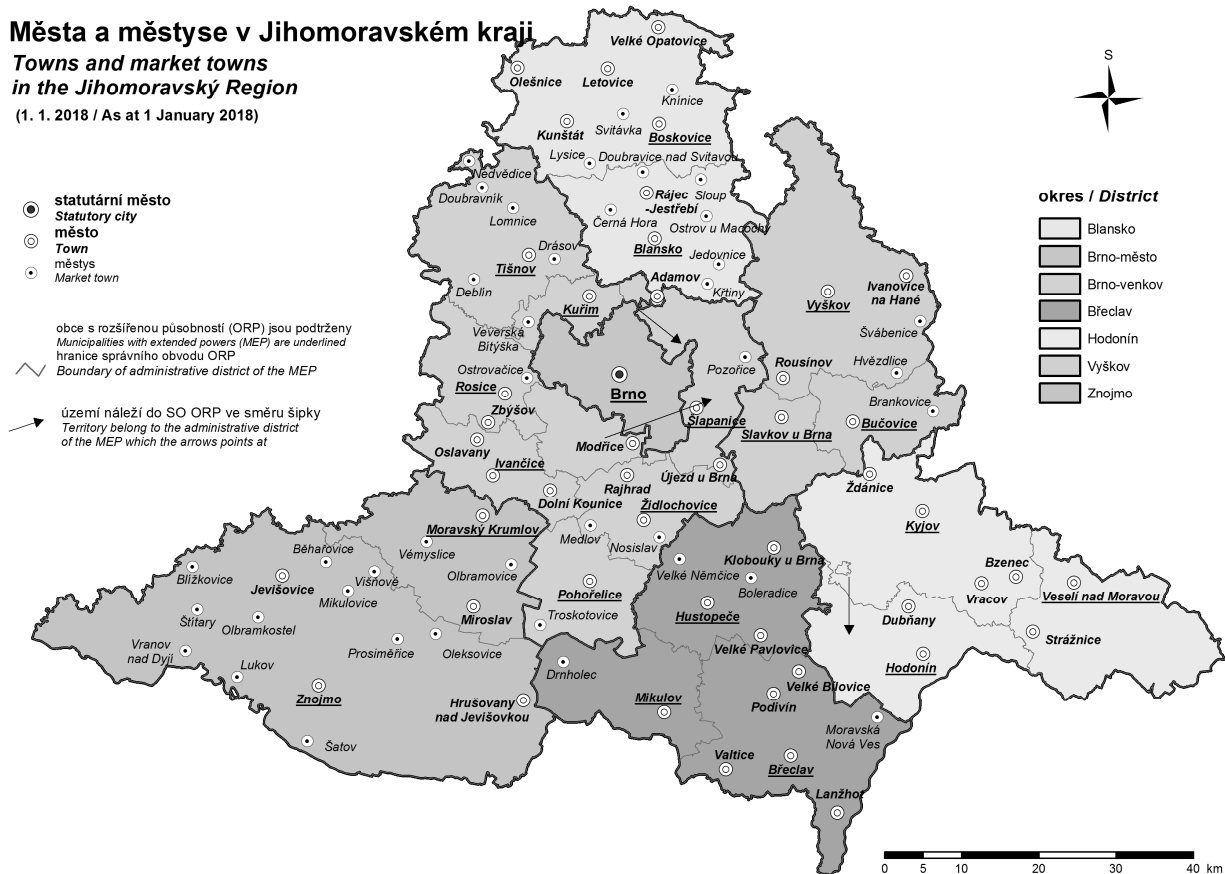 Města a městyse v Jihomoravském kraji
Towns and market towns
in the Jihomoravský Region
(1. 1. 2018 / As at 1 January 2018)
S
statutární město
Statutory city
město
Town
městys
Market town
obce s rozšířenou působností (ORP) jsou podtrženy
Municipalities with extended powers (MEP) are underlined
hranice správního obvodu ORP
Boundary of administrative district of the MEP
území náleží do SO ORP ve směru šipky
Territory belong to the administrative district
of the MEP which the arrows points at
okres / District
Blansko
Brno-město
Brno-venkov
Břeclav
Hodonín
Vyškov
Znojmo
Velké Opatovice
Olešnice
Letovice
Knínice
Svitávka
Kunštát
Boskovice
Lysice
Doubravice nad Svitavou
Nedvědice
Doubravník
Rájec
-Jestřebí
Sloup
Lomnice
Černá Hora
Ostrov u Macochy
Drásov
Blansko
Jedovnice
Tišnov
Adamov
Deblín
Křtiny
Kuřim
Vyškov
Ivanovice
na Hané
Veverská
Bitýška
Švábenice
Ostrovačice
Pozořice
Rousínov
Hvězdlice
Rosice
Brno
Zbýšov
Brankovice
Šlapanice
Slavkov u Brna
Bučovice
Modřice
Oslavany
Ivančice
Újezd u Brna
Rajhrad
Ždánice
Dolní Kounice
Židlochovice
Moravský Krumlov
Medlov
Nosislav
Kyjov
Běhařovice
Vémyslice
Klobouky u Brna
Bzenec
Blížkovice
Jevišovice
Višňové
Olbramovice
Velké Němčice
Boleradice
Mikulovice
Pohořelice
Vracov
Veselí nad Moravou
Štítary
Olbramkostel
Miroslav
Troskotovice
Hustopeče
Dubňany
Strážnice
Vranov
nad Dyjí
Prosiměřice
Oleksovice
Velké Pavlovice
Lukov
Drnholec
Hodonín
Znojmo
Hrušovany
nad Jevišovkou
Mikulov
Velké Bílovice
Podivín
Moravská
Nová Ves
Šatov
Valtice
Břeclav
Lanžhot
0 5 10 20 30 40 km